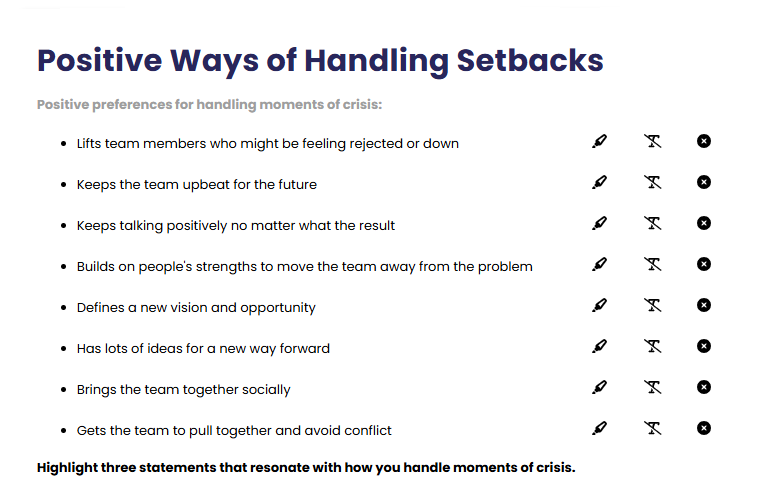 Positive Ways of Handling Setbacks
Positive preferences for handling moments of crisis:
Lifts team members who might be feeling rejected or down
Keeps the team upbeat for the future
Keeps talking positively no matter what the result
Builds on people's strengths to move the team away from the problem
Defines a new vision and opportunity
Has lots of ideas for a new way forward
Brings the team together socially
Gets the team to pull together and avoid conflict
Highlight three statements that resonate with how you handle moments of crisis.